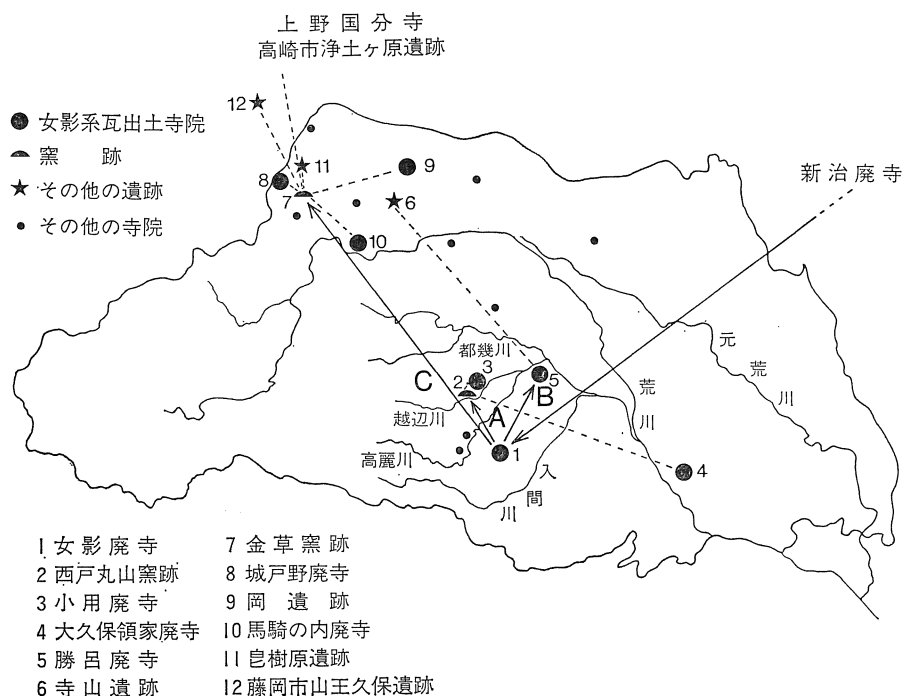 上野国分寺
高崎市浄土ヶ原遺跡
12
女影系瓦出土寺院
窯跡
その他の遺跡
その他の寺院
11
8
7
9
6
10
新治廃寺
都幾川
3
2
5
C
B
A
越辺川
高麗川
1
入間川
荒川
元荒川
4
1 女影廃寺
2 西戸丸山窯跡
3 小用廃寺
4 大久保領家廃寺
5 勝呂廃寺
6 寺山遺跡
7 金草窯跡
8 城戸野廃寺
9 岡遺跡
10 馬騎の内廃寺
11 皀樹原遺跡
12 藤岡市山王久保遺跡